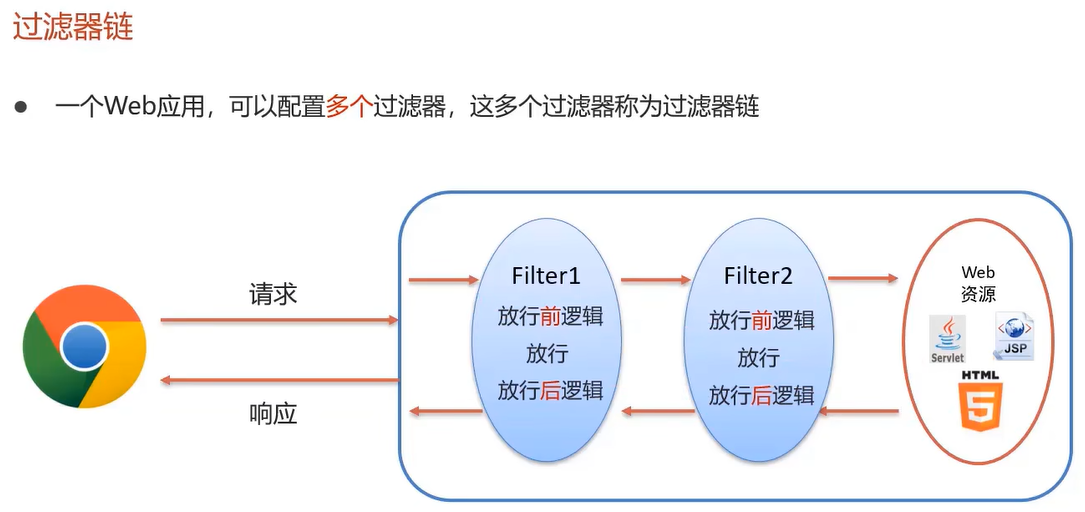 过滤器链
● 一个Web应用，可以配置多个过滤器，这多个过滤器称为过滤器链
请求
响应
Filter1
放行前逻辑
放行
放行后逻辑
Filter2
放行前逻辑
放行
放行后逻辑
Web
资源
Servlet
JSP
HTML
5